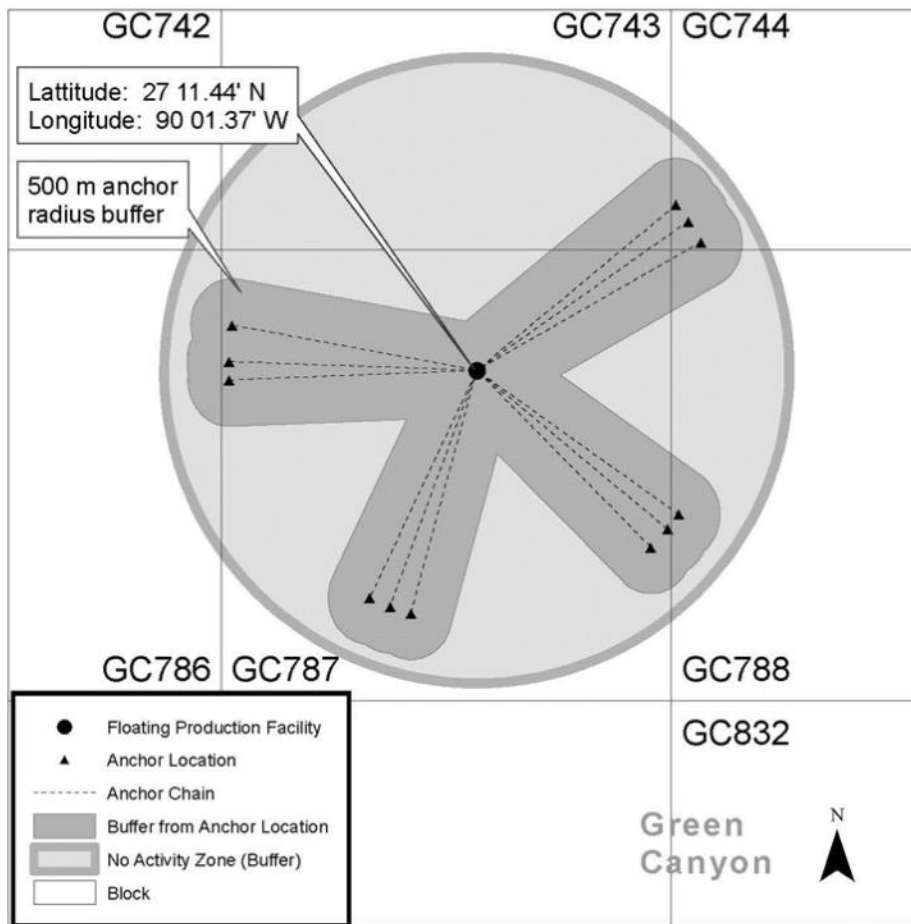 GC742
GC743
GC744
Lattitude: 27 11.44' N
Longitude: 90 01.37' W
500 m anchor
radius buffer
GC786
GC787
GC788
Floating Production Facility
Anchor Location
Anchor Chain
Buffer from Anchor Location
No Activity Zone (Buffer)
Block
GC832
Green
Canyon
N